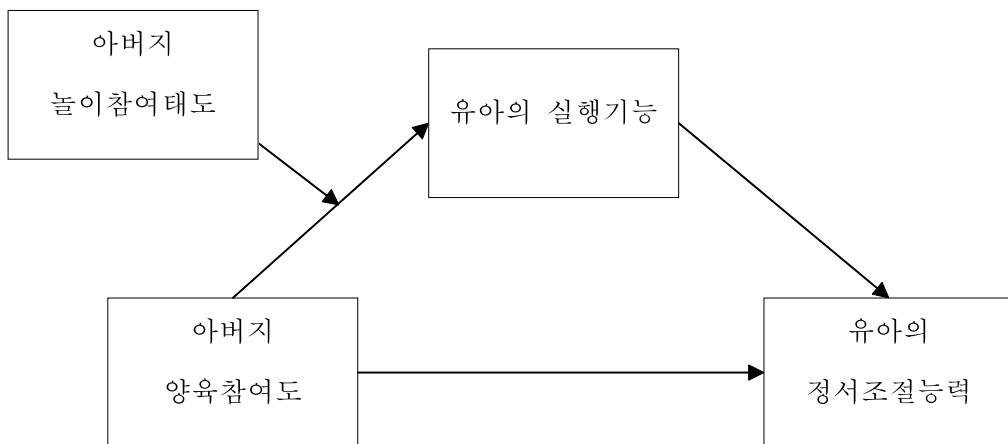 아버지
놀이참여태도
유아의 실행기능
아버지
양육참여도
유아의
정서조절능력